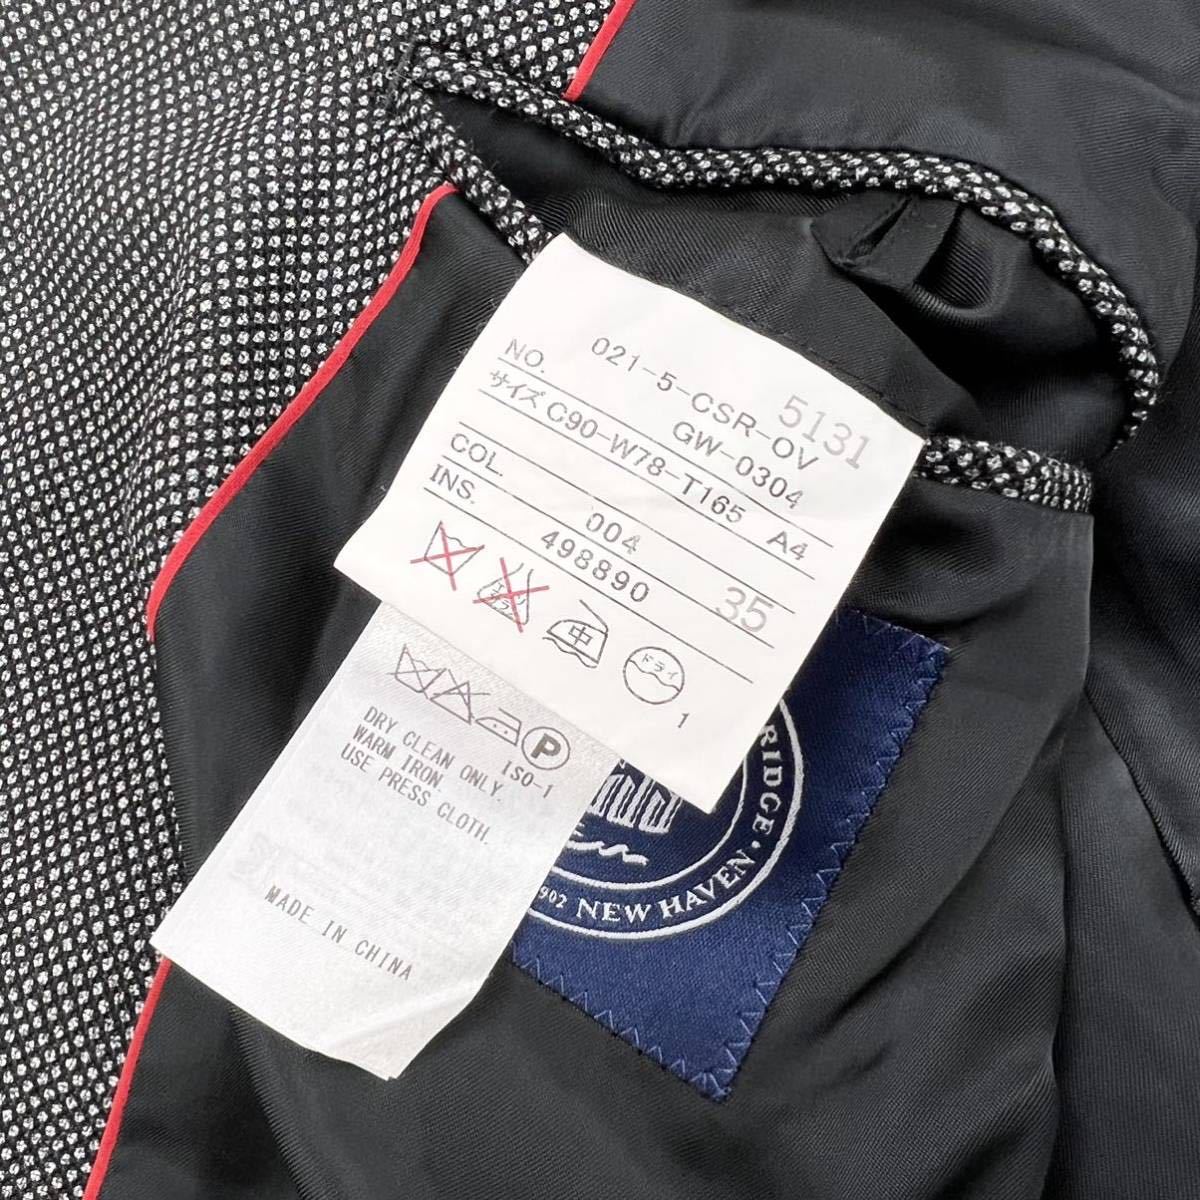 5131
NO. 021-5-CSR-OV
GW-0304
サイズ C90-W78-T165 A4
COL. 004
INS. 498890 35
中
ドライ
1
P
ISO-1
DRY CLEAN ONLY.
WARM IRON.
USE PRESS CLOTH.
MADE IN CHINA
RIDGE • NEW HAVEN
902